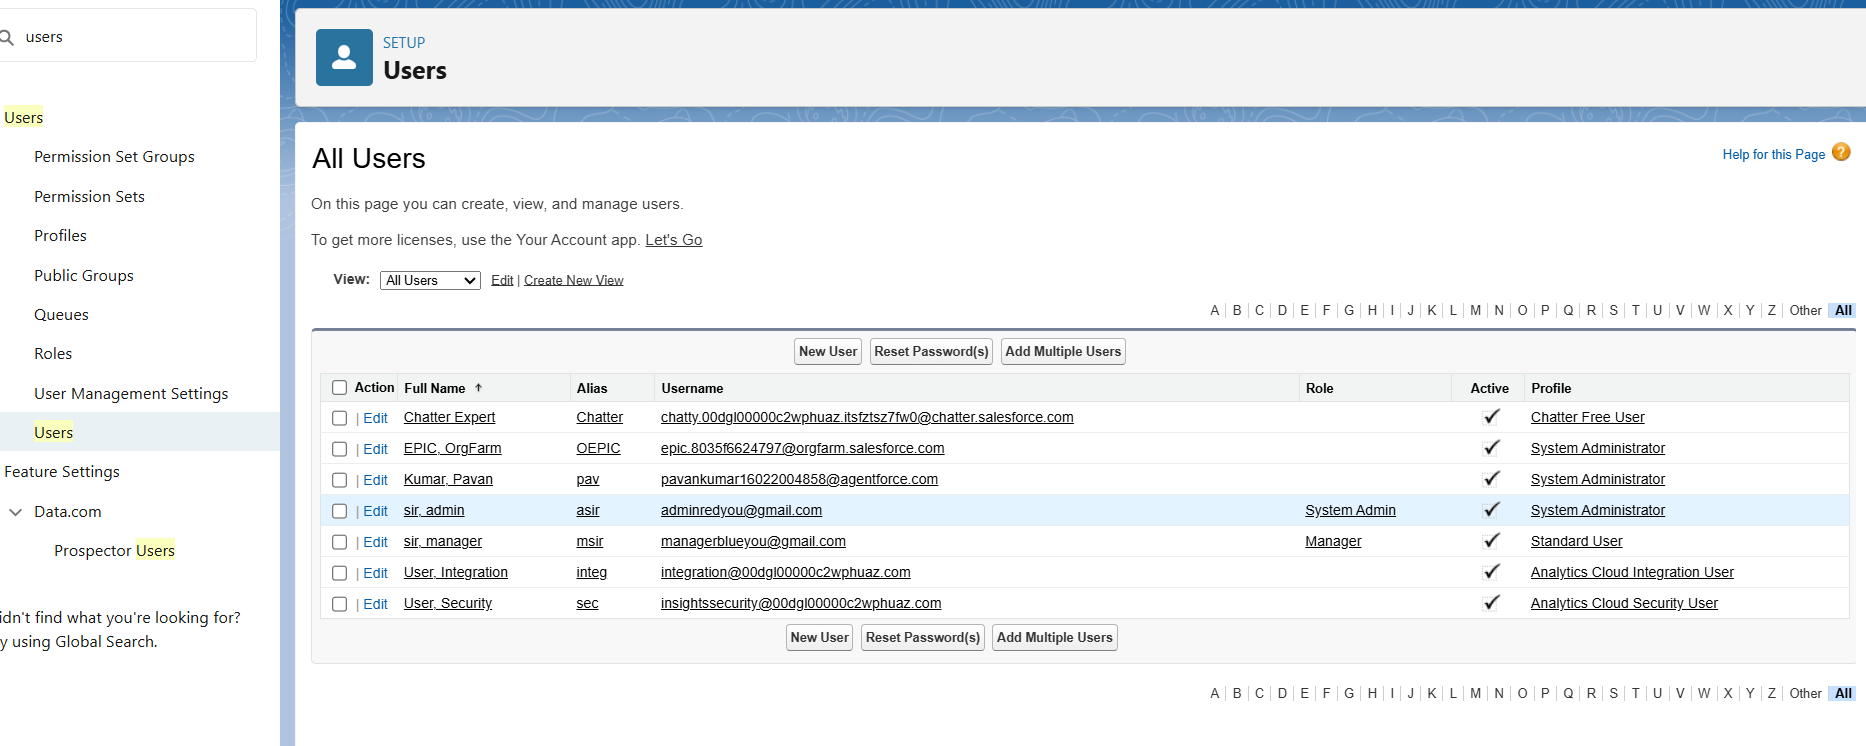 users
Users
Permission Set Groups
Permission Sets
Profiles
Public Groups
Queues
Roles
User Management Settings
Users
Feature Settings
Data.com
Prospector Users
idn't find what you're looking for?
y using Global Search.
SETUP
Users
All Users
Help for this Page ?
On this page you can create, view, and manage users.
To get more licenses, use the Your Account app. Let's Go
View: All Users Edit | Create New View
A | B | C | D | E | F | G | H | I | J | K | L | M | N | O | P | Q | R | S | T | U | V | W | X | Y | Z | Other | All
New User Reset Password(s) Add Multiple Users
Action Full Name ↑ Alias Username Role Active Profile
| Edit Chatter Expert Chatter chatty.00dgl00000c2wphuaz.itsfztsz7fw0@chatter.salesforce.com ✓ Chatter Free User
| Edit EPIC, OrgFarm OEPIC epic.8035f6624797@orgfarm.salesforce.com ✓ System Administrator
| Edit Kumar, Pavan pav pavankumar16022004858@agentforce.com ✓ System Administrator
| Edit sir, admin asir adminredyou@gmail.com System Admin ✓ System Administrator
| Edit sir, manager msir managerblueyou@gmail.com Manager ✓ Standard User
| Edit User, Integration integ integration@00dgl00000c2wphuaz.com ✓ Analytics Cloud Integration User
| Edit User, Security sec insightssecurity@00dgl00000c2wphuaz.com ✓ Analytics Cloud Security User
New User Reset Password(s) Add Multiple Users
A | B | C | D | E | F | G | H | I | J | K | L | M | N | O | P | Q | R | S | T | U | V | W | X | Y | Z | Other | All